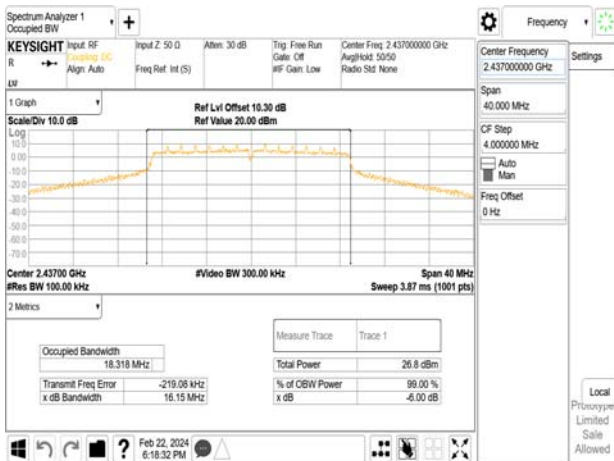 Spectrum Analyzer 1
Occupied BW
Frequency
KEYSIGHT
R
Input: RF
Coupling: DC
Align: Auto
Input Z: 50 Ω
Freq Ref: Int (S)
Atten: 30 dB
Trig: Free Run
Gate: Off
#IF Gain: Low
Center Freq: 2.437000000 GHz
Avg|Hold: 50/50
Radio Std: None
Center Frequency
2.437000000 GHz
Settings
Span
40.000 MHz
CF Step
4.000000 MHz
Auto
Man
Freq Offset
0 Hz
1 Graph
Scale/Div 10.0 dB
Ref Lvl Offset 10.30 dB
Ref Value 20.00 dBm
Log
10.0
0.00
-10.0
-20.0
-30.0
-40.0
-50.0
-60.0
-70.0
Center 2.43700 GHz
#Res BW 100.00 kHz
#Video BW 300.00 kHz
Span 40 MHz
Sweep 3.87 ms (1001 pts)
2 Metrics
Measure Trace
Trace 1
Occupied Bandwidth
18.318 MHz
Total Power
26.8 dBm
Transmit Freq Error
-219.08 kHz
% of OBW Power
99.00 %
x dB Bandwidth
16.15 MHz
x dB
-6.00 dB
Local
Prototype
Limited
Sale
Allowed
?
Feb 22, 2024
6:18:32 PM